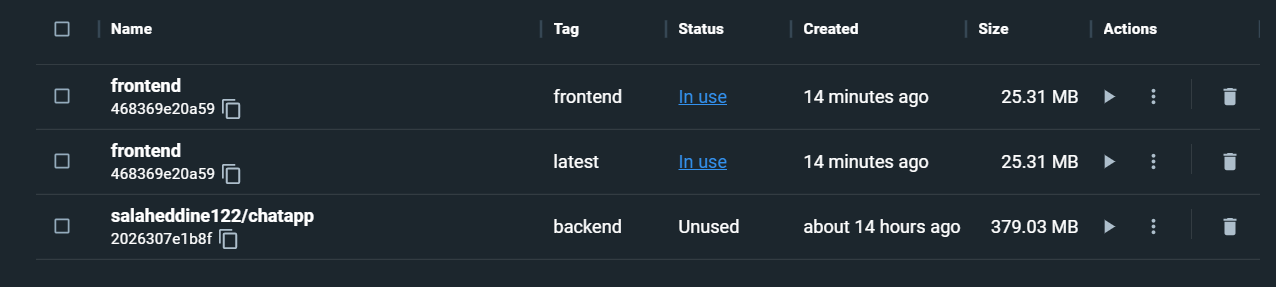 Name Tag Status Created Size Actions
frontend
468369e20a59 frontend In use 14 minutes ago 25.31 MB
frontend
468369e20a59 latest In use 14 minutes ago 25.31 MB
salaheddine122/chatapp
2026307e1b8f backend Unused about 14 hours ago 379.03 MB